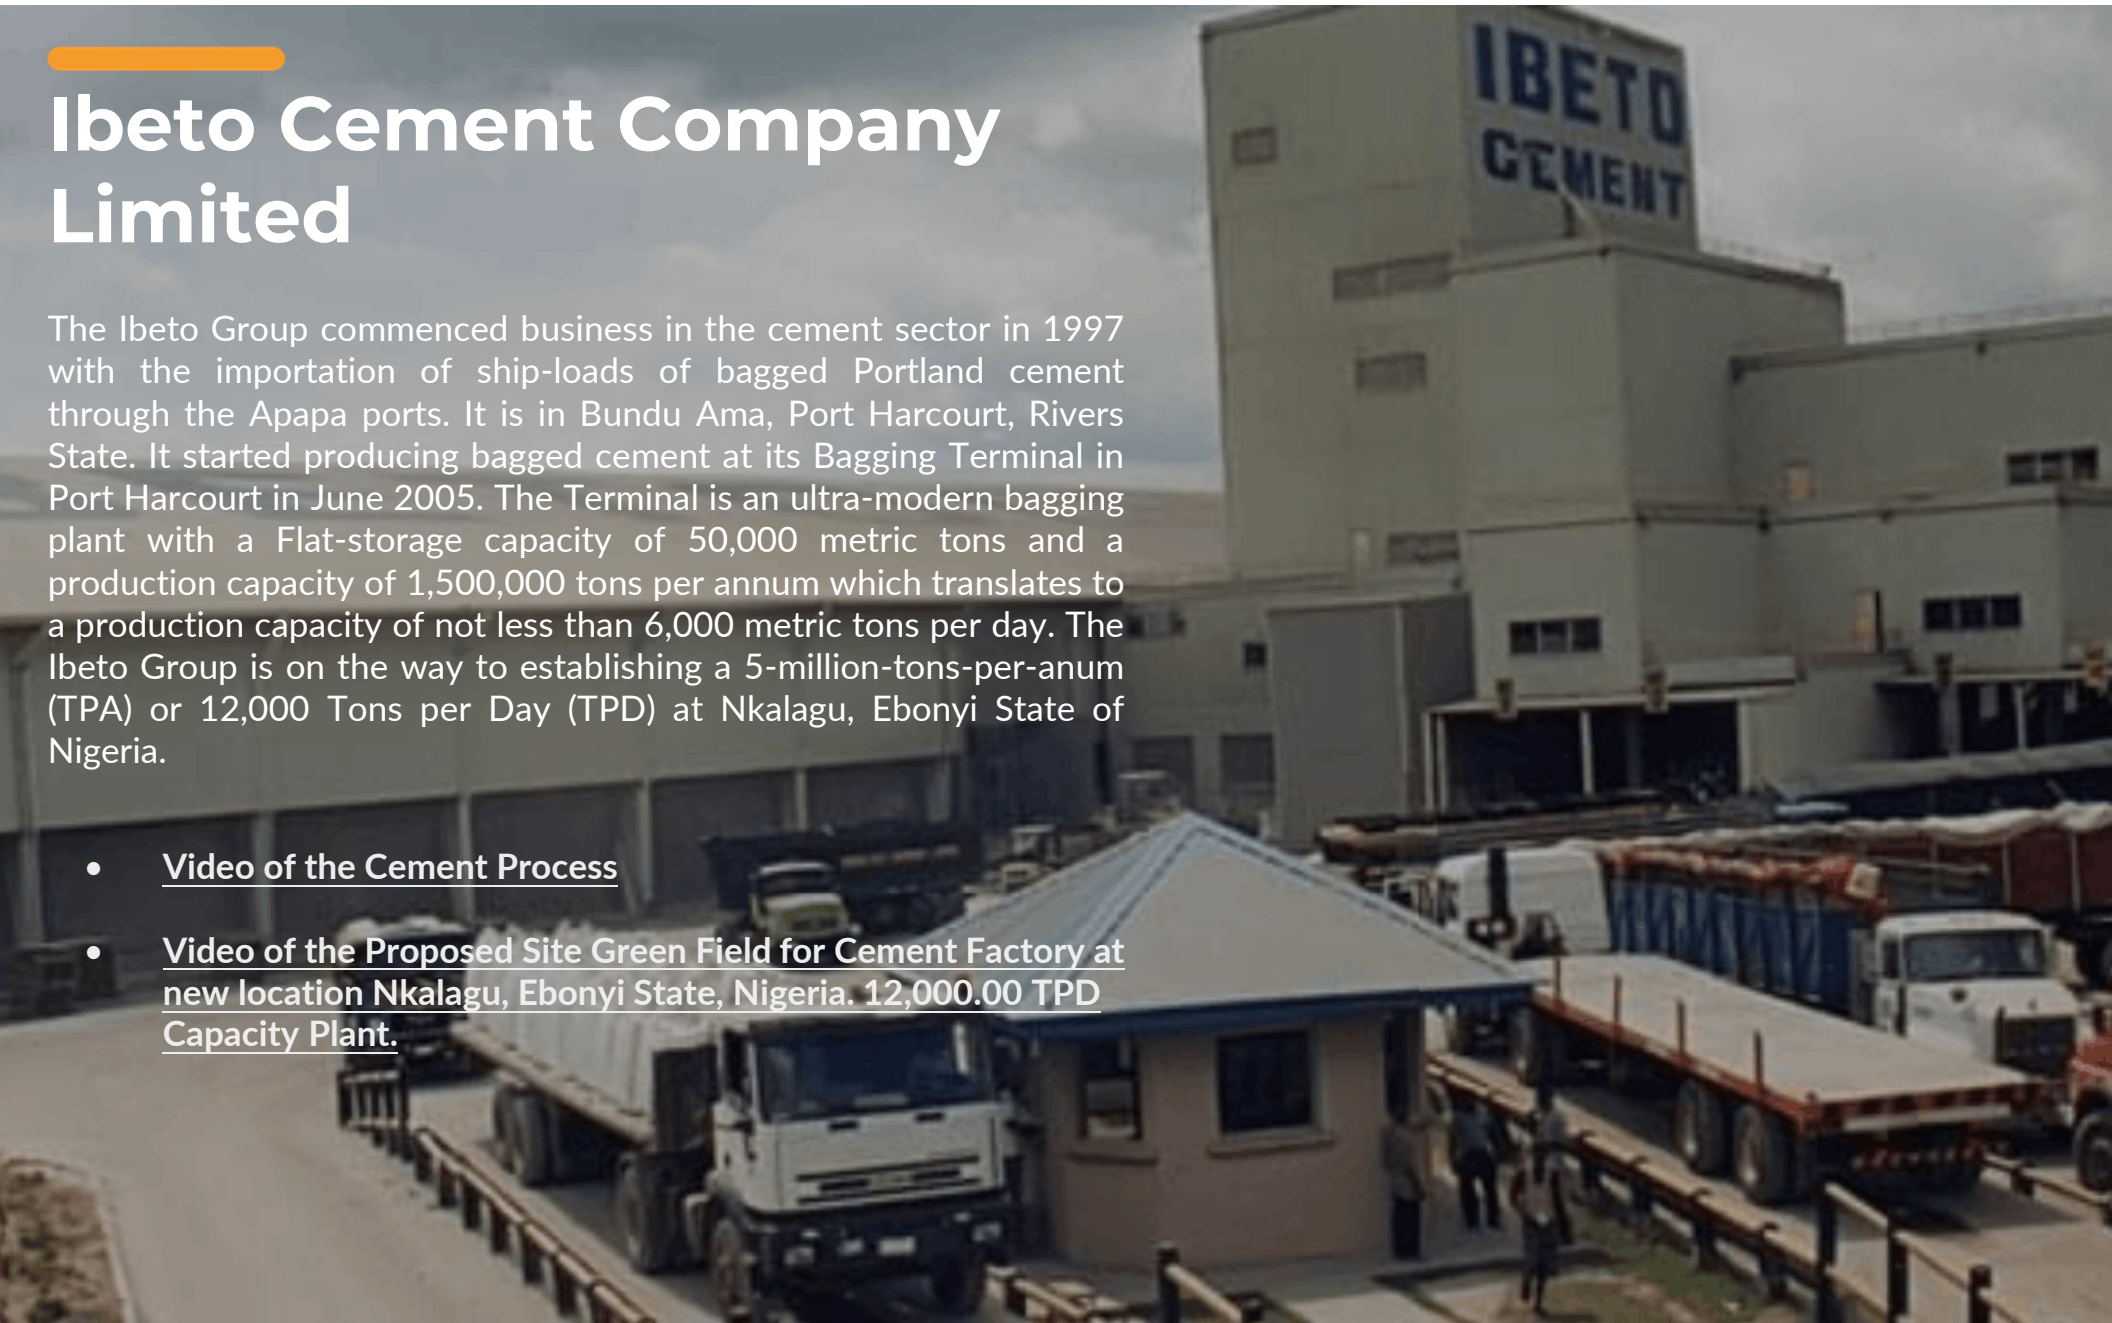 Ibeto Cement Company
Limited
The Ibeto Group commenced business in the cement sector in 1997
with the importation of ship-loads of bagged Portland cement
through the Apapa ports. It is in Bundu Ama, Port Harcourt, Rivers
State. It started producing bagged cement at its Bagging Terminal in
Port Harcourt in June 2005. The Terminal is an ultra-modern bagging
plant with a Flat-storage capacity of 50,000 metric tons and a
production capacity of 1,500,000 tons per annum which translates to
a production capacity of not less than 6,000 metric tons per day. The
Ibeto Group is on the way to establishing a 5-million-tons-per-anum
(TPA) or 12,000 Tons per Day (TPD) at Nkalagu, Ebonyi State of
Nigeria.
• Video of the Cement Process
• Video of the Proposed Site Green Field for Cement Factory at
new location Nkalagu, Ebonyi State, Nigeria. 12,000.00 TPD
Capacity Plant.
IBETO
CEMENT